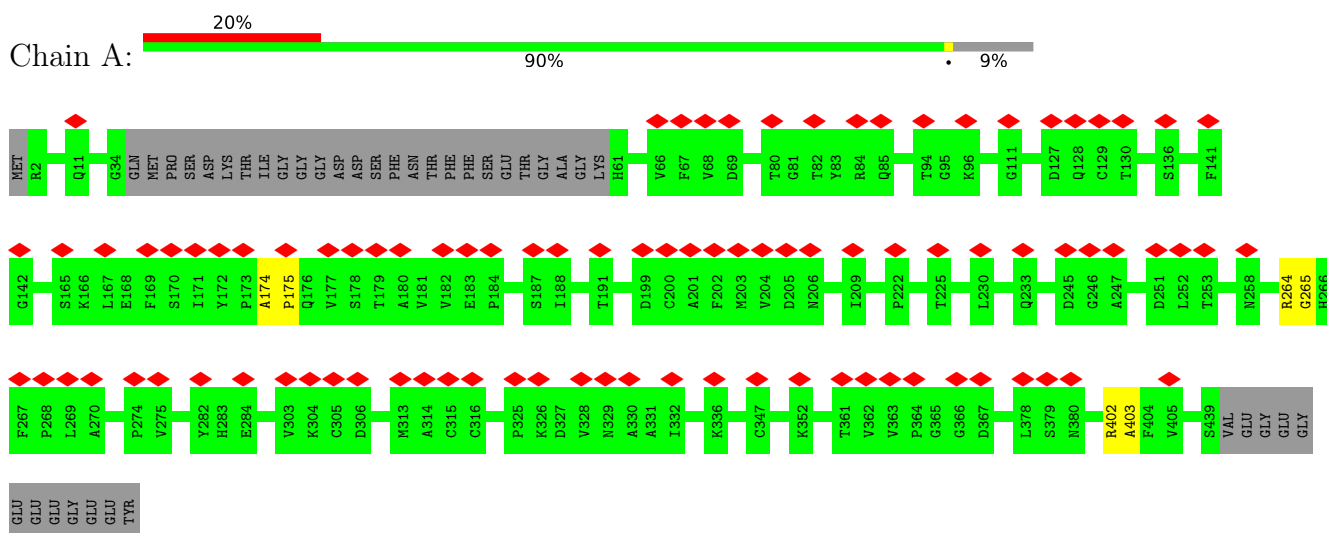 20%
Chain A:
90% • 9%
MET R2 Q11 G34 GLN MET PRO SER ASP LYS THR ILE GLY GLY GLY ASP ASP SER PHE ASN THR PHE PHE SER GLU THR GLY ALA GLY LYS H61 V66 F67 V68 D69 T80 G81 T82 Y83 R84 Q85 T94 G95 K96 G111 D127 Q128 C129 T130 S136 F141
G142 S165 K166 L167 E168 F169 S170 I171 Y172 P173 A174 P175 Q176 V177 S178 T179 A180 V181 V182 E183 P184 S187 I188 T191 D199 C200 A201 F202 M203 V204 D205 N206 I209 P222 T225 L230 Q233 D245 G246 A247 D251 L252 T253 N258 R264 G265 H266
F267 P268 L269 A270 P274 V275 Y282 H283 E284 V303 K304 C305 D306 M313 A314 C315 C316 P325 K326 D327 V328 N329 A330 A331 I332 K336 C347 K352 T361 V362 V363 P364 G365 G366 D367 L378 S379 N380 R402 A403 F404 V405 S439 VAL GLU GLY GLU GLY
GLU GLU GLU GLY GLU GLU TYR